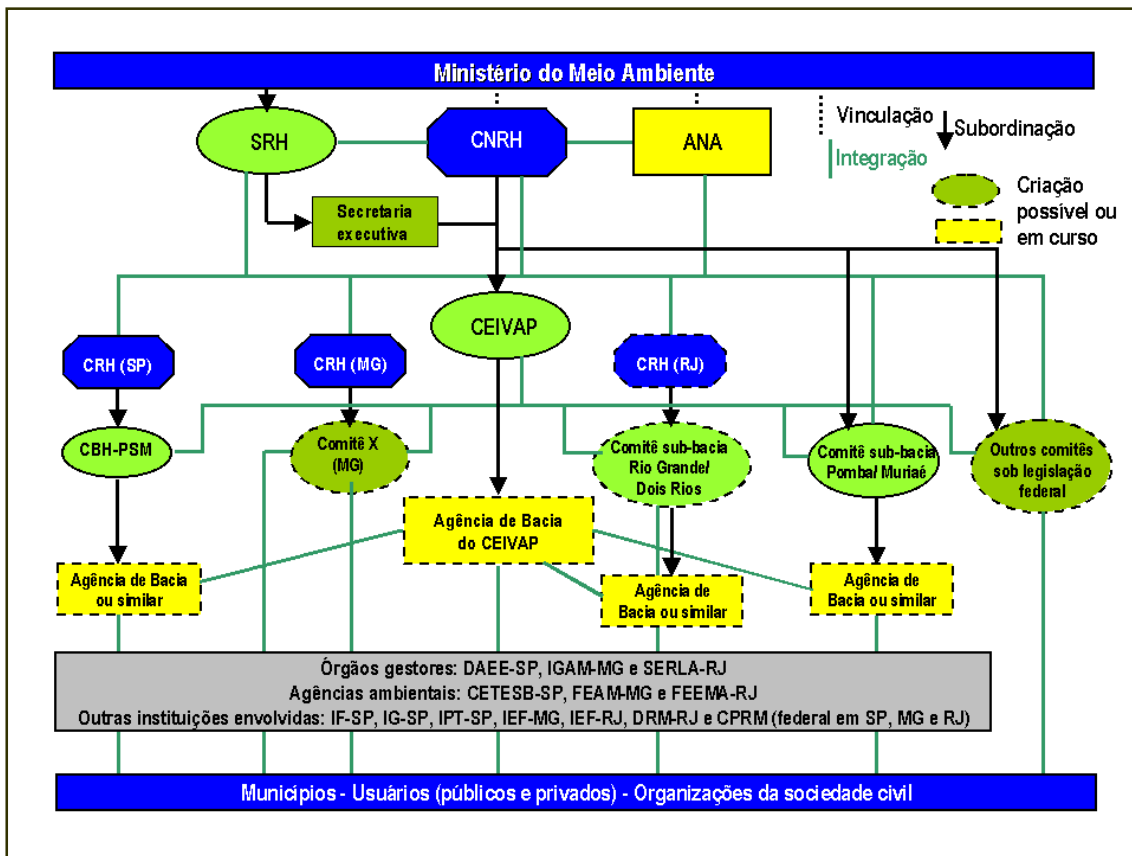 Ministério do Meio Ambiente
SRH
CNRH
ANA
Vinculação
Subordinação
Integração
Criação
possível ou
em curso
Secretaria
executiva
CEIVAP
CRH (SP)
CRH (MG)
CRH (RJ)
CBH-PSM
Comitê X
(MG)
Comitê sub-bacia
Rio Grande/
Dois Rios
Comitê sub-bacia
Pomba/ Muriaé
Outros comitês
sob legislação
federal
Agência de Bacia
do CEIVAP
Agência de Bacia
ou similar
Agência de
Bacia ou similar
Agência de
Bacia ou similar
Órgãos gestores: DAEE-SP, IGAM-MG e SERLA-RJ
Agências ambientais: CETESB-SP, FEAM-MG e FEEMA-RJ
Outras instituições envolvidas: IF-SP, IG-SP, IPT-SP, IEF-MG, IEF-RJ, DRM-RJ e CPRM (federal em SP, MG e RJ)
Municípios - Usuários (públicos e privados) - Organizações da sociedade civil